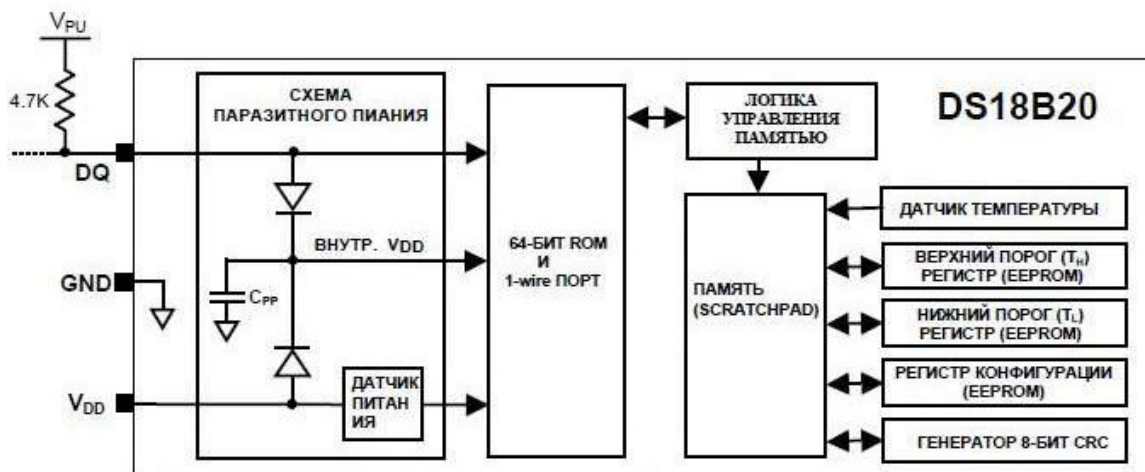 VPU
4.7K
DQ
GND
VDD
СХЕМА
ПАРАЗИТНОГО ПИАНИЯ
ВНУТР. VDD
CPP
ДАТЧИК
ПИТАН
ИЯ
64-БИТ ROM
И
1-wire ПОРТ
ЛОГИКА
УПРАВЛЕНИЯ
ПАМЯТЬЮ
DS18B20
ПАМЯТЬ
(SCRATCHPAD)
ДАТЧИК ТЕМПЕРАТУРЫ
ВЕРХНИЙ ПОРОГ (TH)
РЕГИСТР (EEPROM)
НИЖНИЙ ПОРОГ (TL)
РЕГИСТР (EEPROM)
РЕГИСТР КОНФИГУРАЦИИ
(EEPROM)
ГЕНЕРАТОР 8-БИТ CRC